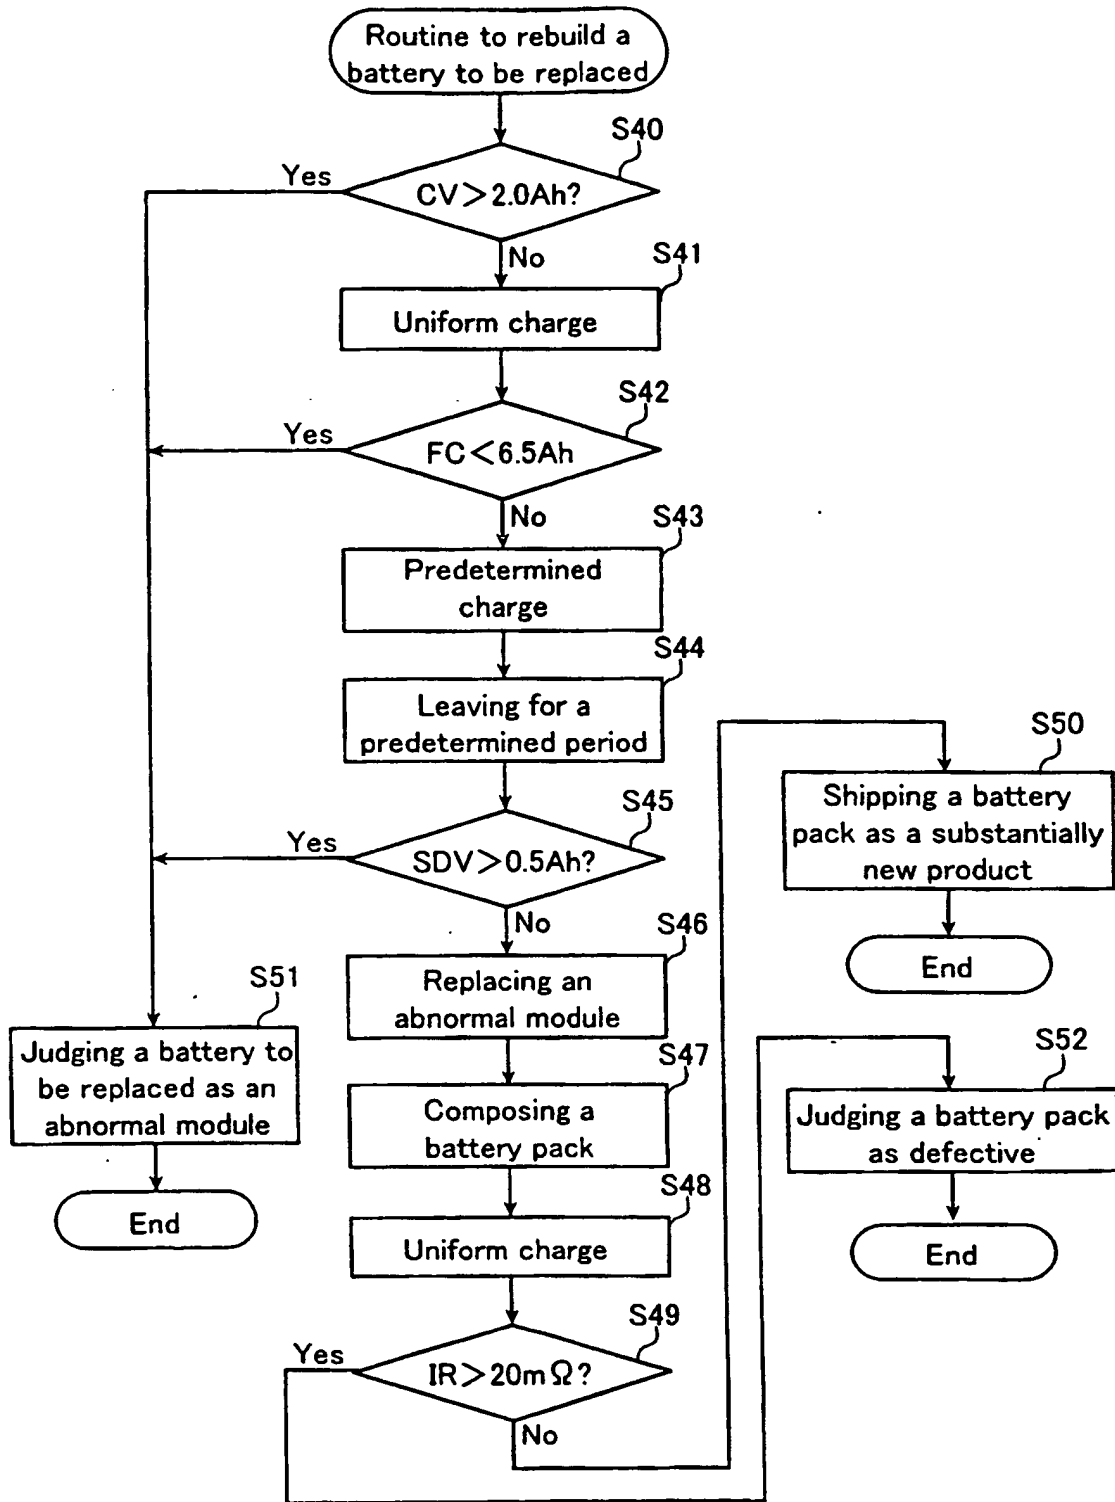 Routine to rebuild a
battery to be replaced
S40
Yes
CV>2.0Ah?
No
S41
Uniform charge
S42
Yes
FC<6.5Ah
No
S43
Predetermined
charge
S44
Leaving for a
predetermined period
S45
Yes
SDV>0.5Ah?
No
S46
Replacing an
abnormal module
S47
Composing a
battery pack
S48
Uniform charge
S49
Yes
IR>20mΩ?
No
S50
Shipping a battery
pack as a substantially
new product
End
S51
Judging a battery to
be replaced as an
abnormal module
End
S52
Judging a battery pack
as defective
End